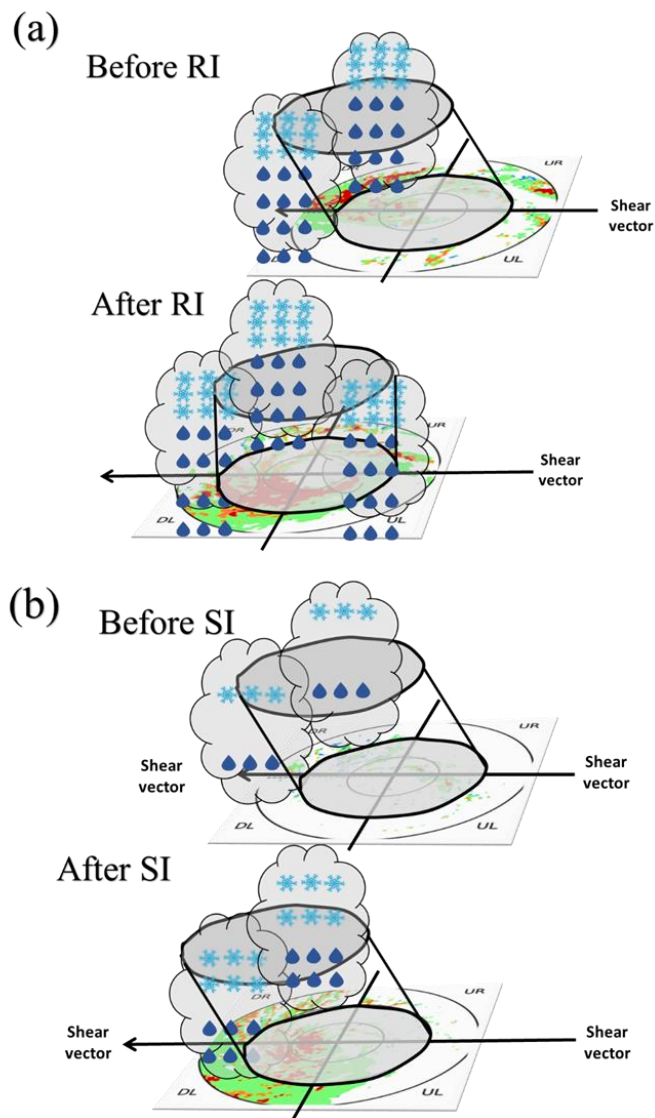 (a)
Before RI
DR
UR
Shear
vector
UL
After RI
DR
UR
Shear
vector
DL
UL
(b)
Before SI
DR
UR
Shear
vector
Shear
vector
DL
UL
After SI
DR
UR
Shear
vector
Shear
vector
DL
UL